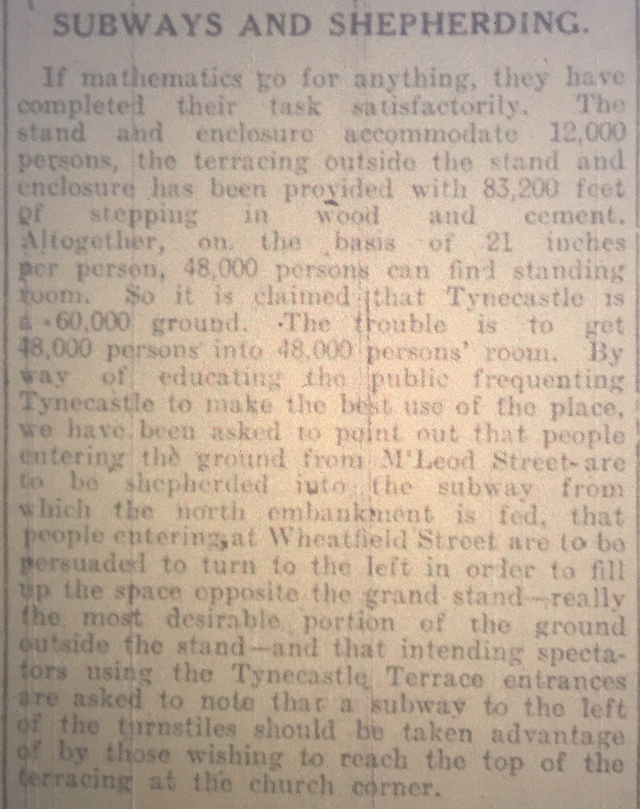 SUBWAYS AND SHEPHERDING.
If mathematics go for anything, they have
completed their task satisfactorily. The
stand and enclosure accommodate 12,000
persons, the terracing outside the stand and
enclosure has been provided with 83,200 feet
of stepping in wood and cement.
Altogether, on the basis of 21 inches
per person, 48,000 persons can find standing
room. So it is claimed that Tynecastle is
a 60,000 ground. The trouble is to get
48,000 persons into 48,000 persons' room. By
way of educating the public frequenting
Tynecastle to make the best use of the place,
we have been asked to point out that people
entering the ground from M'Leod Street are
to be shepherded into the subway from
which the north embankment is fed, that
people entering at Wheatfield Street are to be
persuaded to turn to the left in order to fill
up the space opposite the grand stand—really
the most desirable portion of the ground
outside the stand—and that intending specta-
tors using the Tynecastle Terrace entrances
are asked to note that a subway to the left
of the turnstiles should be taken advantage
of by those wishing to reach the top of the
terracing at the church corner.